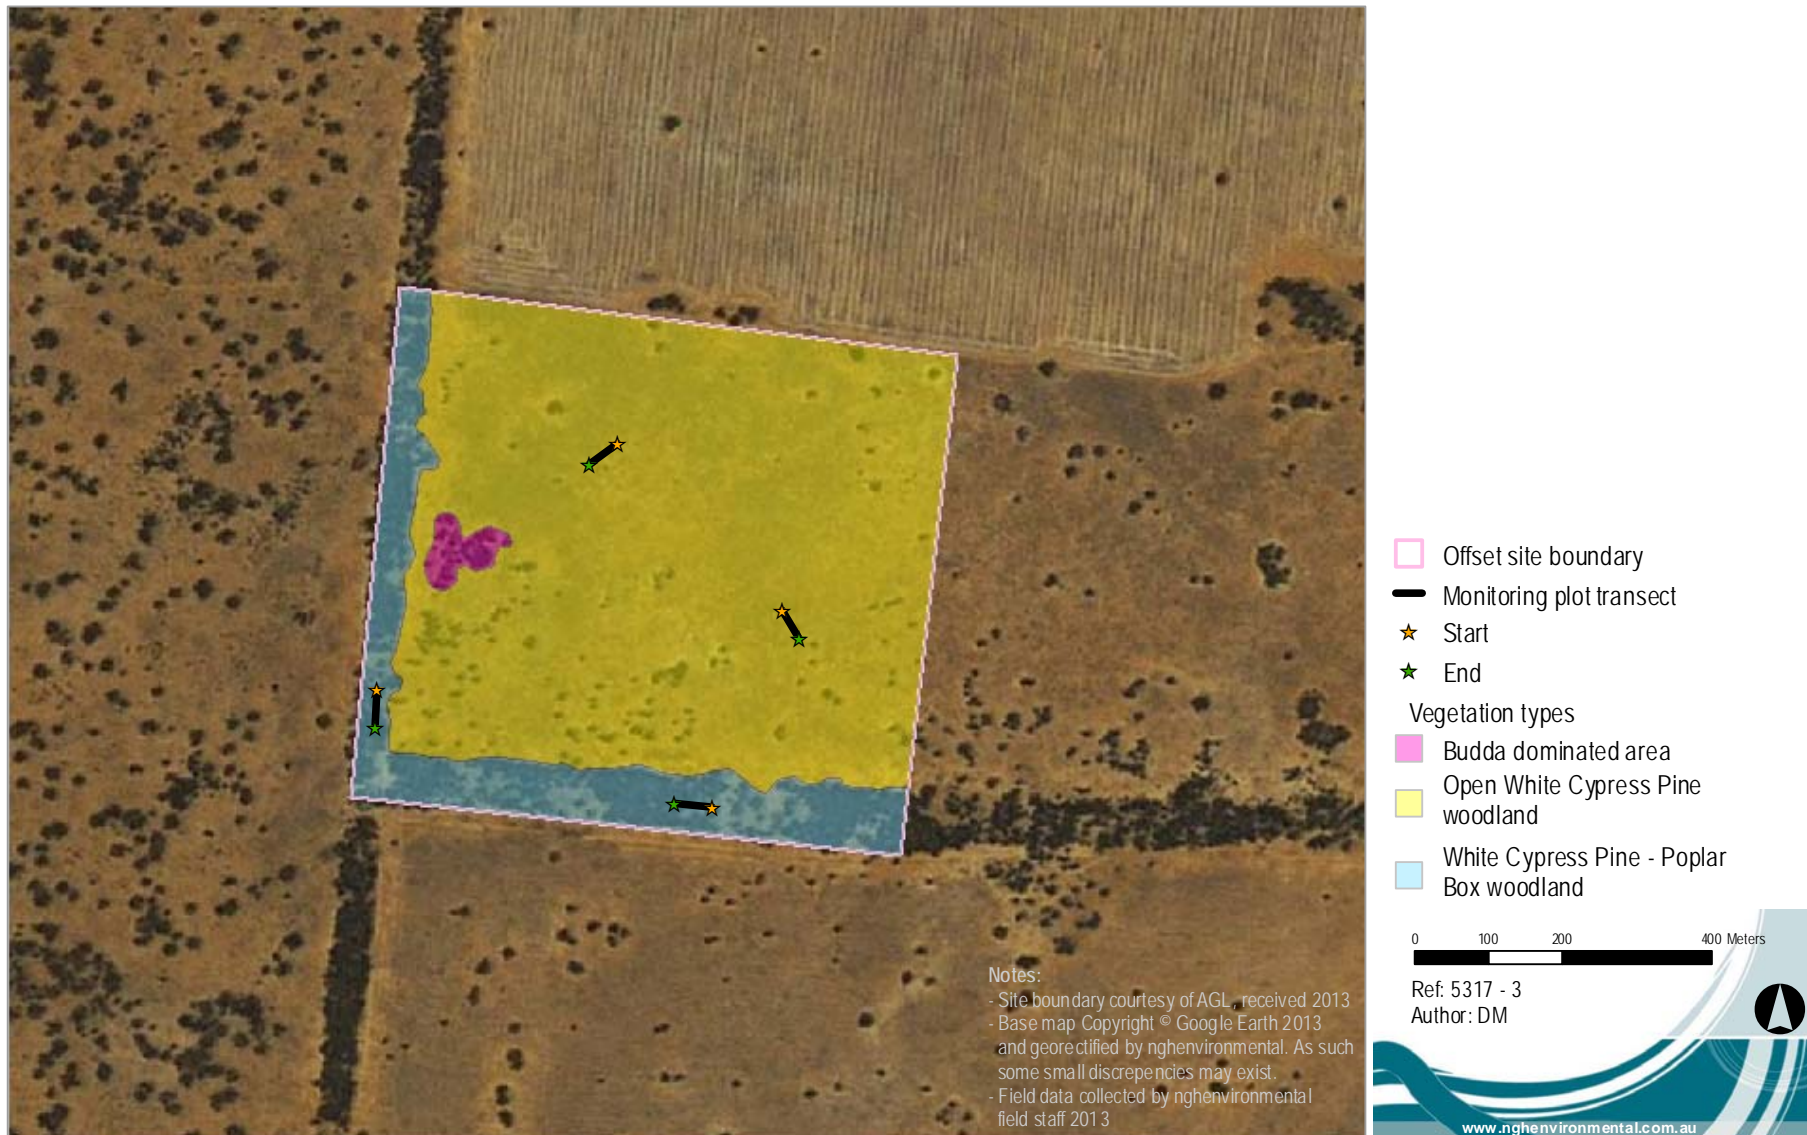 Notes:
- Site boundary courtesy of AGL, received 2013
- Base map Copyright © Google Earth 2013
and georectified by nghenvironmental. As such
some small discrepencies may exist.
- Field data collected by nghenvironmental
field staff 2013
Offset site boundary
Monitoring plot transect
Start
End
Vegetation types
Budda dominated area
Open White Cypress Pine
woodland
White Cypress Pine - Poplar
Box woodland
0 100 200 400 Meters
Ref: 5317 - 3
Author: DM
www.nghenvironmental.com.au